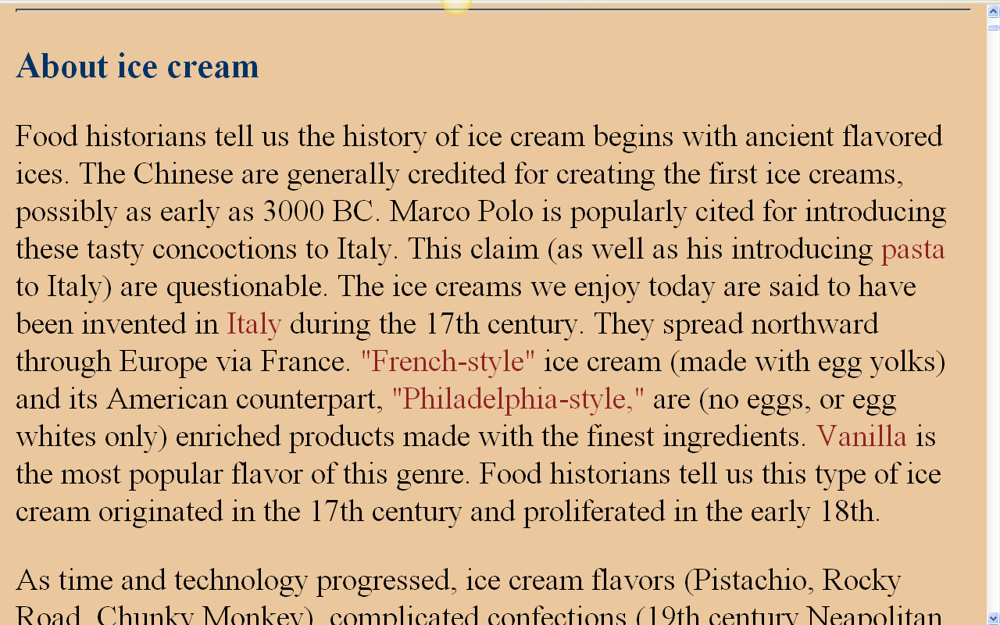 About ice cream
Food historians tell us the history of ice cream begins with ancient flavored
ices. The Chinese are generally credited for creating the first ice creams,
possibly as early as 3000 BC. Marco Polo is popularly cited for introducing
these tasty concoctions to Italy. This claim (as well as his introducing pasta
to Italy) are questionable. The ice creams we enjoy today are said to have
been invented in Italy during the 17th century. They spread northward
through Europe via France. "French-style" ice cream (made with egg yolks)
and its American counterpart, "Philadelphia-style," are (no eggs, or egg
whites only) enriched products made with the finest ingredients. Vanilla is
the most popular flavor of this genre. Food historians tell us this type of ice
cream originated in the 17th century and proliferated in the early 18th.
As time and technology progressed, ice cream flavors (Pistachio, Rocky
Road, Chunky Monkey), complicated confections (19th century Neapolitan